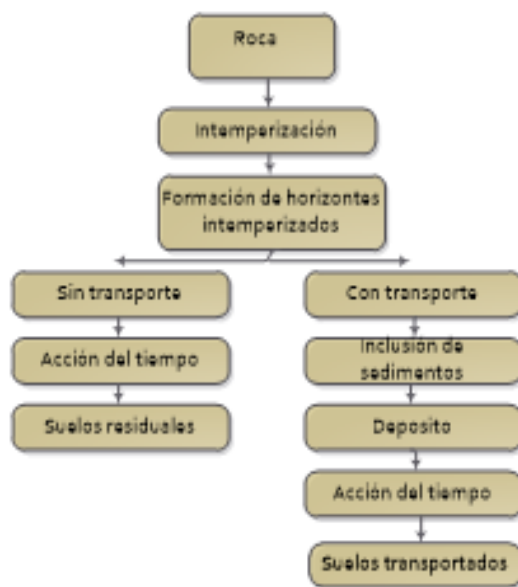 Roca
Intemperización
Formación de horizontes
intemperizados
Sin transporte
Acción del tiempo
Suelos residuales
Con transporte
Inclusión de
sedimentos
Deposito
Acción del tiempo
Suelos transportados